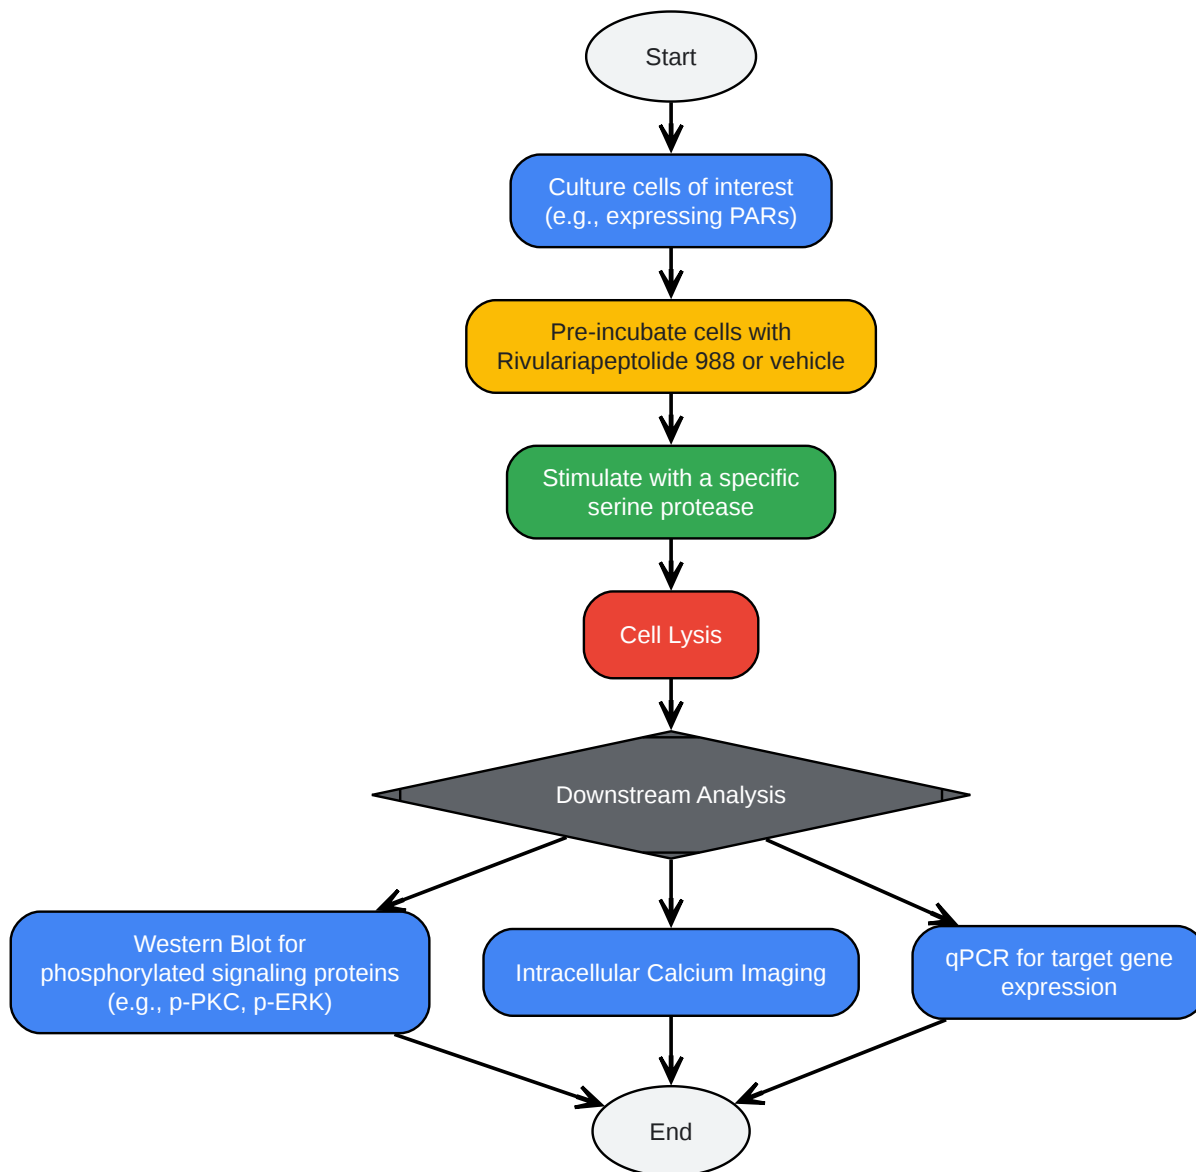 Start
Culture cells of interest
(e.g., expressing PARs)
Pre-incubate cells with
Rivulariapeptolide 988 or vehicle
Stimulate with a specific
serine protease
Cell Lysis
Downstream Analysis
Western Blot for
phosphorylated signaling proteins
(e.g., p-PKC, p-ERK)
Intracellular Calcium Imaging
qPCR for target gene
expression
End